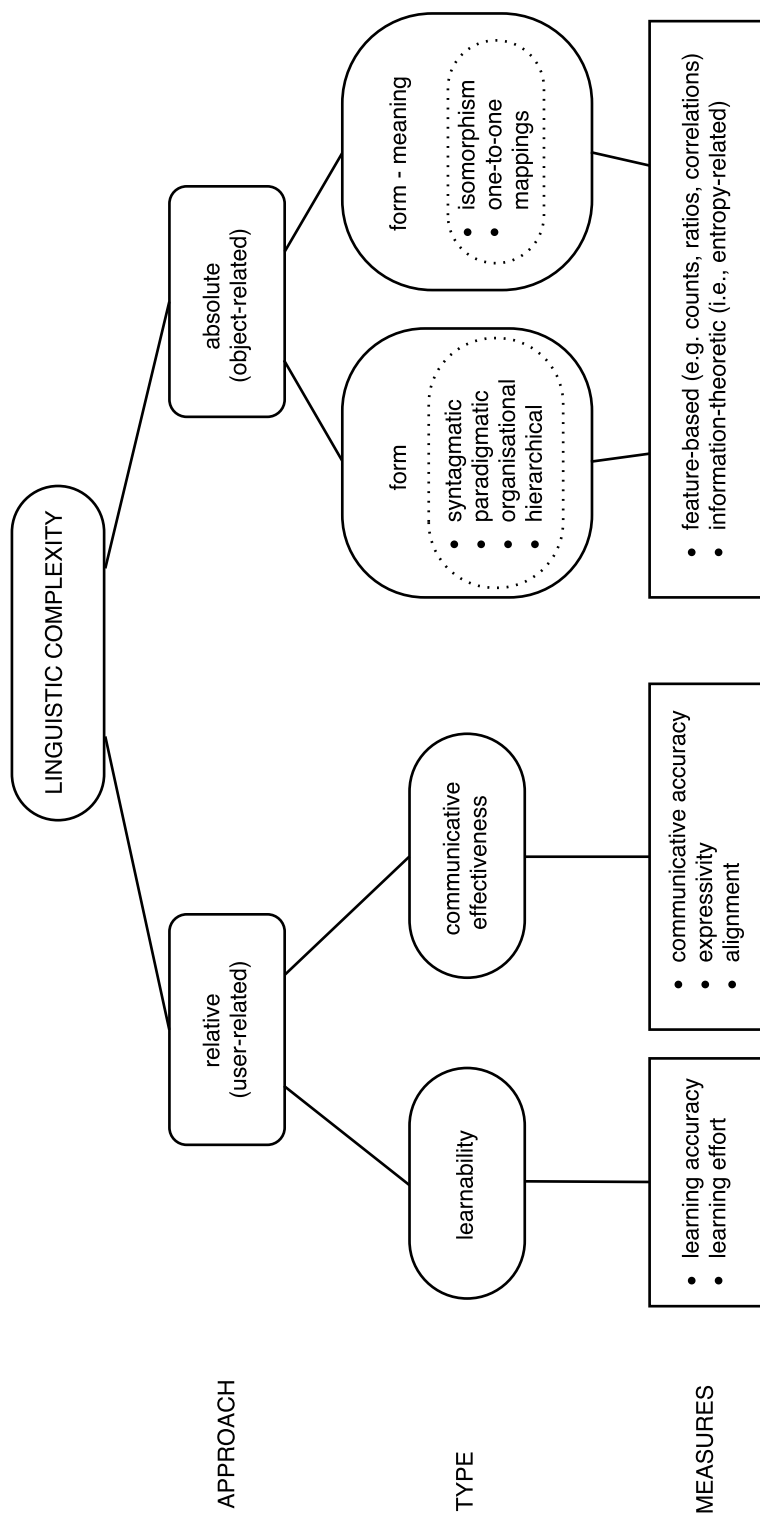 LINGUISTIC COMPLEXITY
APPROACH
relative
(user-related)
absolute
(object-related)
TYPE
learnability
communicative
effectiveness
form
• syntagmatic
• paradigmatic
• organisational
• hierarchical
form - meaning
• isomorphism
• one-to-one
mappings
MEASURES
• learning accuracy
• learning effort
• communicative accuracy
• expressivity
• alignment
• feature-based (e.g. counts, ratios, correlations)
• information-theoretic (i.e., entropy-related)